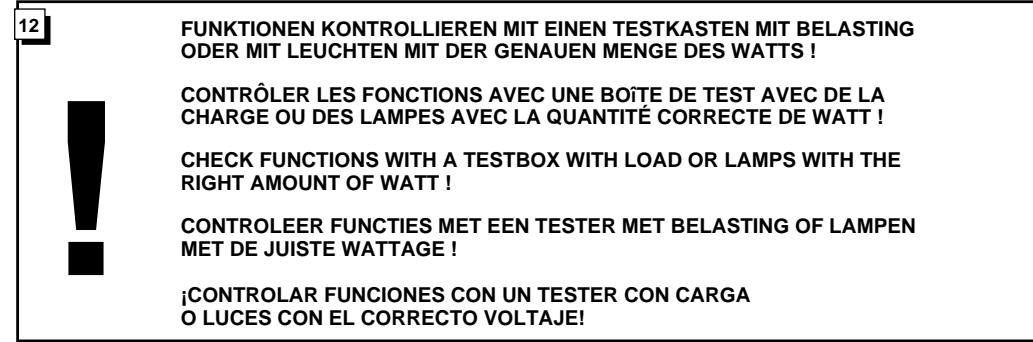 12
FUNKTIONEN KONTROLLIEREN MIT EINEN TESTKASTEN MIT BELASTING
ODER MIT LEUCHTEN MIT DER GENAUEN MENGE DES WATTS !
CONTRÔLER LES FONCTIONS AVEC UNE BOîTE DE TEST AVEC DE LA
CHARGE OU DES LAMPES AVEC LA QUANTITÉ CORRECTE DE WATT !
!
CHECK FUNCTIONS WITH A TESTBOX WITH LOAD OR LAMPS WITH THE
RIGHT AMOUNT OF WATT !
CONTROLEER FUNCTIES MET EEN TESTER MET BELASTING OF LAMPEN
MET DE JUISTE WATTAGE !
¡CONTROLAR FUNCIONES CON UN TESTER CON CARGA
O LUCES CON EL CORRECTO VOLTAJE!